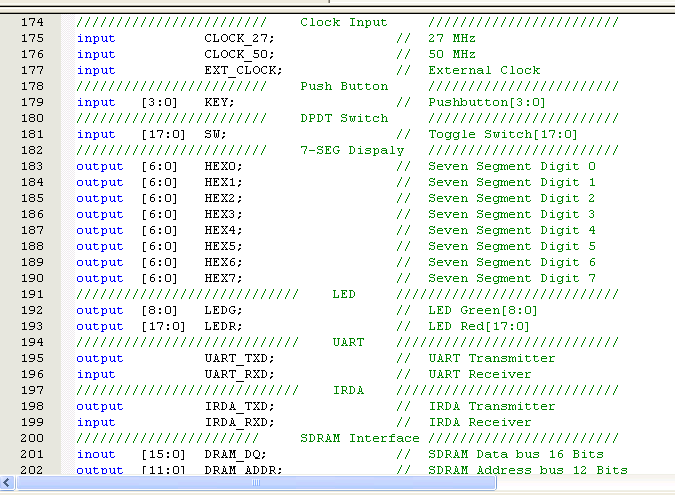 174 //////////////////////// Clock Input ////////////////////////
175 input CLOCK_27; // 27 MHz
176 input CLOCK_50; // 50 MHz
177 input EXT_CLOCK; // External Clock
178 //////////////////////// Push Button ////////////////////////
179 input [3:0] KEY; // Pushbutton[3:0]
180 //////////////////////// DPDT Switch ////////////////////////
181 input [17:0] SW; // Toggle Switch[17:0]
182 //////////////////////// 7-SEG Dispaly ////////////////////////
183 output [6:0] HEX0; // Seven Segment Digit 0
184 output [6:0] HEX1; // Seven Segment Digit 1
185 output [6:0] HEX2; // Seven Segment Digit 2
186 output [6:0] HEX3; // Seven Segment Digit 3
187 output [6:0] HEX4; // Seven Segment Digit 4
188 output [6:0] HEX5; // Seven Segment Digit 5
189 output [6:0] HEX6; // Seven Segment Digit 6
190 output [6:0] HEX7; // Seven Segment Digit 7
191 //////////////////////////// LED ////////////////////////////
192 output [8:0] LEDG; // LED Green[8:0]
193 output [17:0] LEDR; // LED Red[17:0]
194 //////////////////////////// UART ////////////////////////////
195 output UART_TXD; // UART Transmitter
196 input UART_RXD; // UART Receiver
197 //////////////////////////// IRDA ////////////////////////////
198 output IRDA_TXD; // IRDA Transmitter
199 input IRDA_RXD; // IRDA Receiver
200 /////////////////////// SDRAM Interface ////////////////////////
201 inout [15:0] DRAM_DQ; // SDRAM Data bus 16 Bits
202 output [11:0] DRAM_ADDR; // SDRAM Address bus 12 Bits